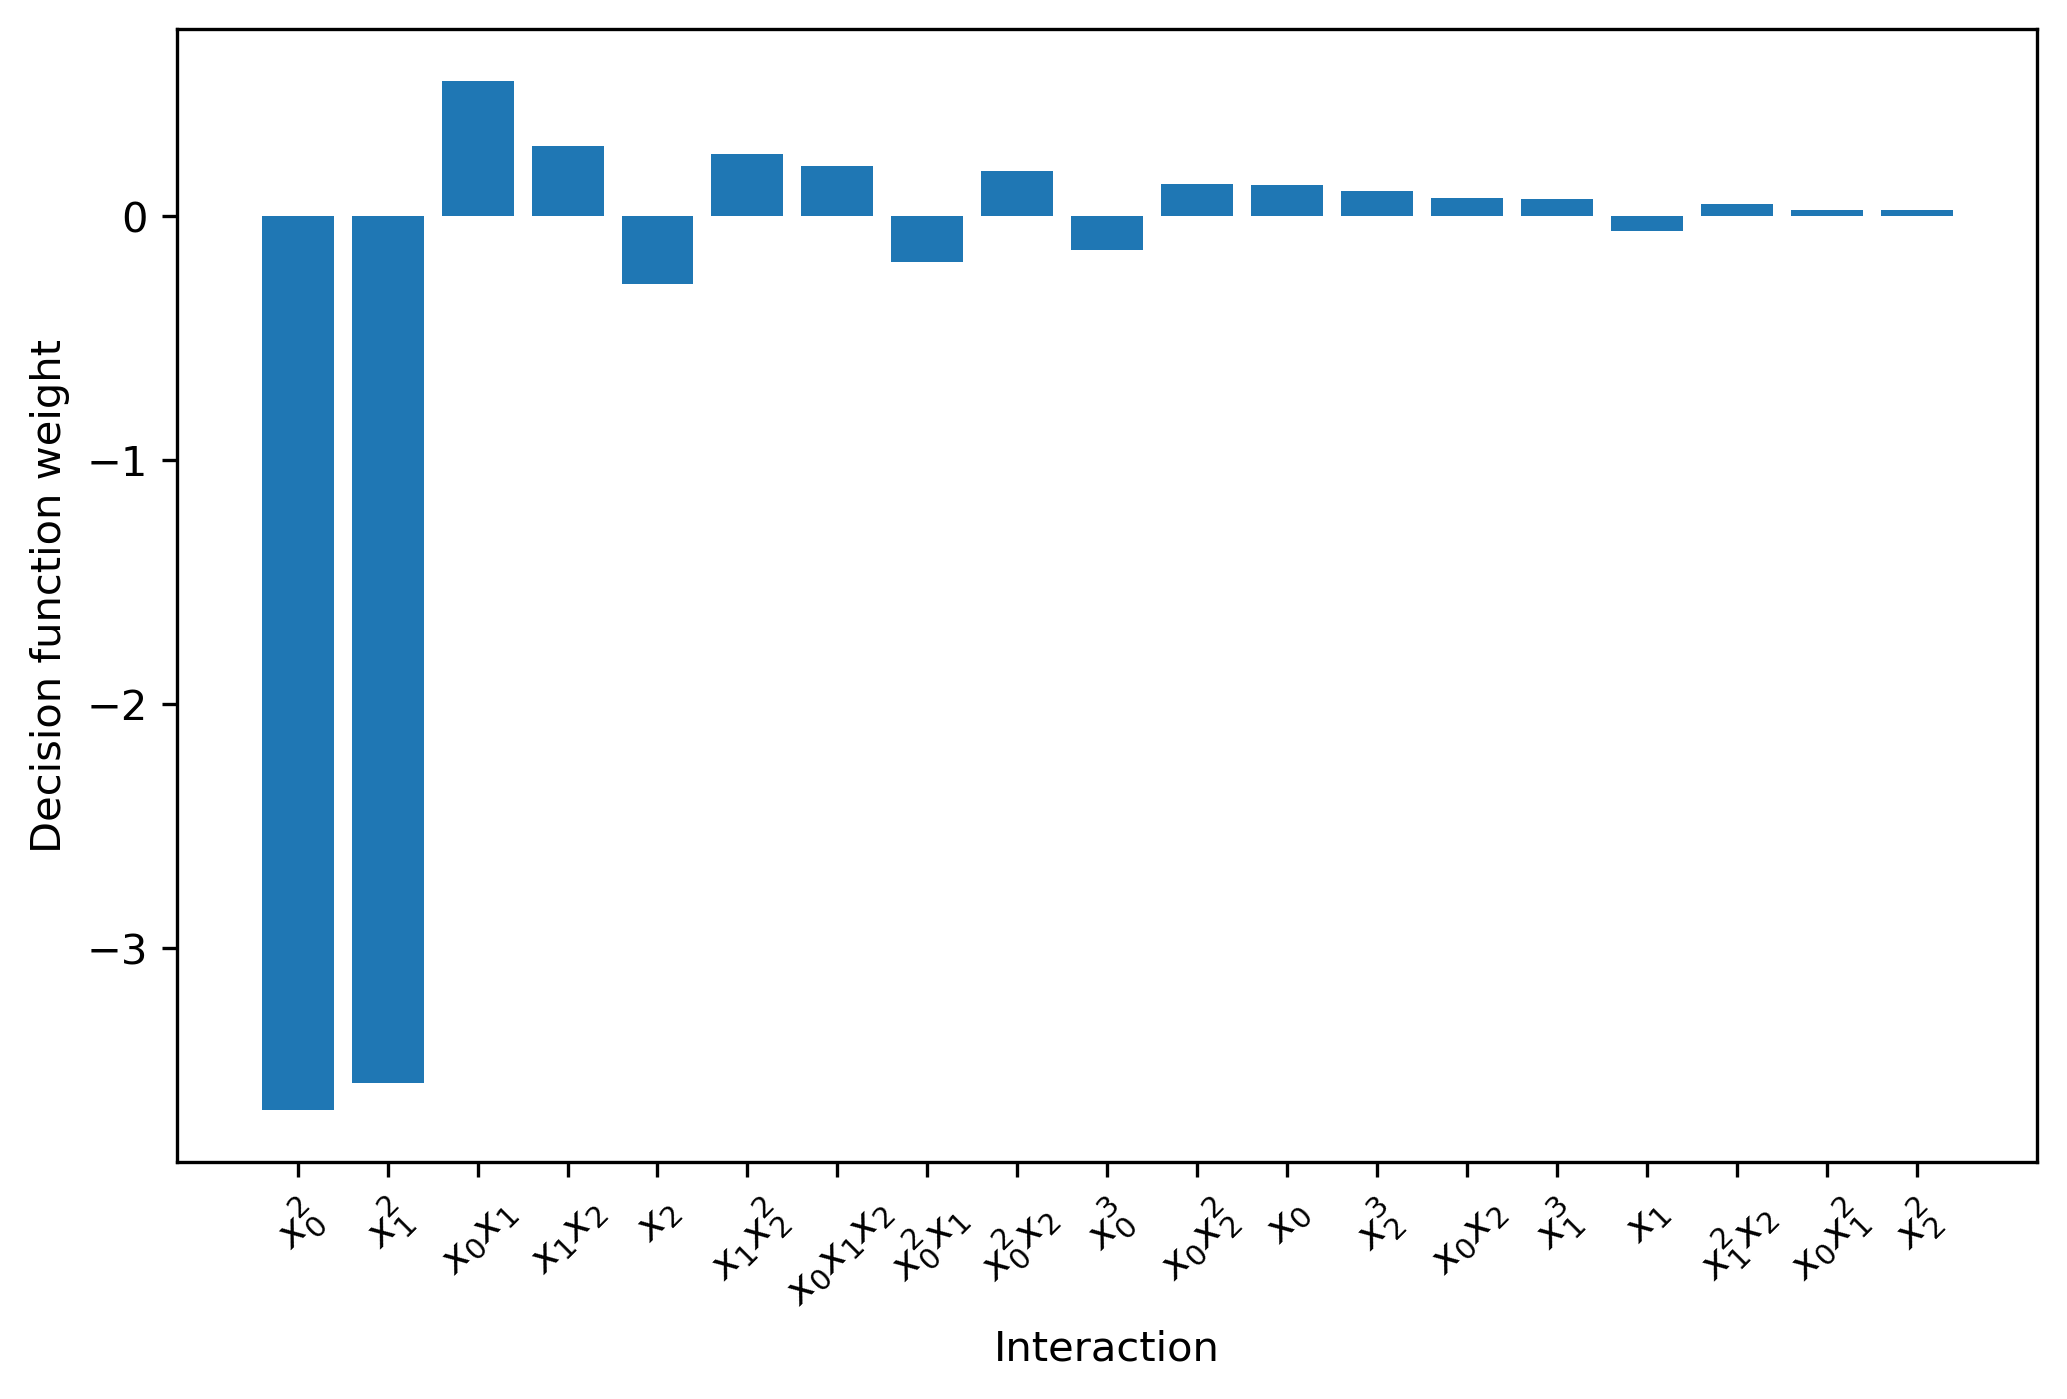 Decision function weight
0
−1
−2
−3
x₀²
x₁²
x₀x₁
x₁x₂
x₂
x₁x₂²
x₀x₁x₂
x₀²x₁
x₀²x₂
x₀³
x₀x₂²
x₀
x₂³
x₀x₂
x₁³
x₁
x₁²x₂
x₀x₁²
x₂²
Interaction